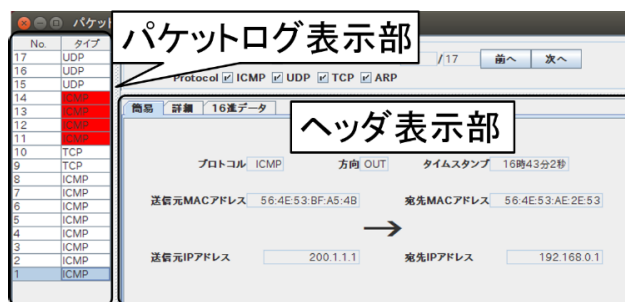 パケットログ表示部
No. タイプ
17 UDP
16 UDP
15 UDP
14 ICMP
13 ICMP
12 ICMP
11 ICMP
10 TCP
9 TCP
8 ICMP
7 ICMP
6 ICMP
5 ICMP
4 ICMP
3 ICMP
2 ICMP
1 ICMP
/17 前へ 次へ
Protocol ICMP UDP TCP ARP
簡易 詳細 16進データ
ヘッダ表示部
プロトコル ICMP 方向 OUT タイムスタンプ 16時43分2秒
送信元MACアドレス 56:4E:53:BF:A5:4B 宛先MACアドレス 56:4E:53:AE:2E:53
→
送信元IPアドレス 200.1.1.1 宛先IPアドレス 192.168.0.1